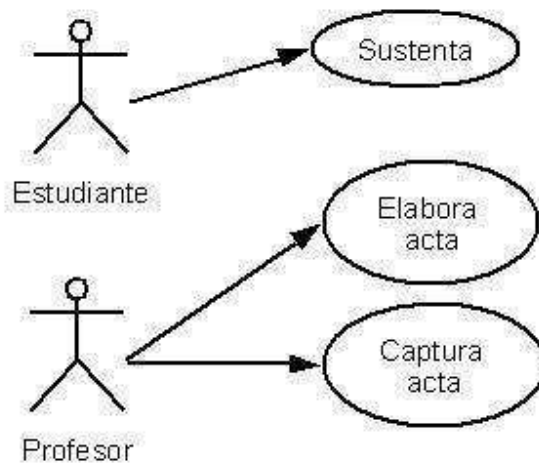 Sustenta
Estudiante
Elabora
acta
Captura
acta
Profesor